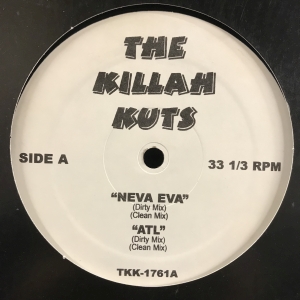 THE
KILLAH
KUTS
SIDE A
33 1/3 RPM
“NEVA EVA”
(Dirty Mix)
(Clean Mix)
“ATL”
(Dirty Mix)
(Clean Mix)
TKK-1761A